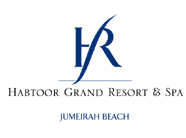 HR
HABTOOR GRAND RESORT & SPA
JUMEIRAH BEACH